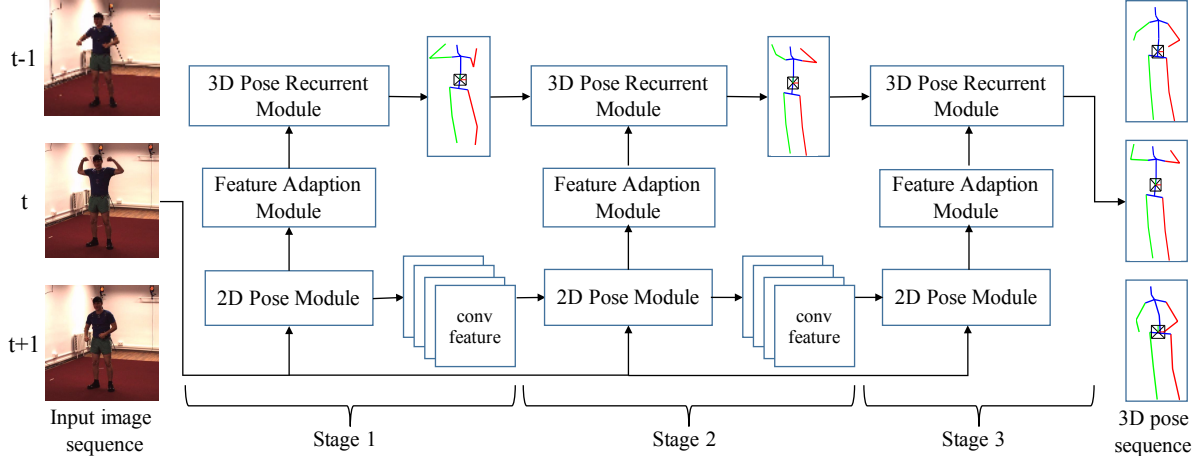 t-1
t
t+1
Input image
sequence
3D Pose Recurrent
Module
Feature Adaption
Module
2D Pose Module
conv
feature
Stage 1
3D Pose Recurrent
Module
Feature Adaption
Module
2D Pose Module
conv
feature
Stage 2
3D Pose Recurrent
Module
Feature Adaption
Module
2D Pose Module
Stage 3
3D pose
sequence